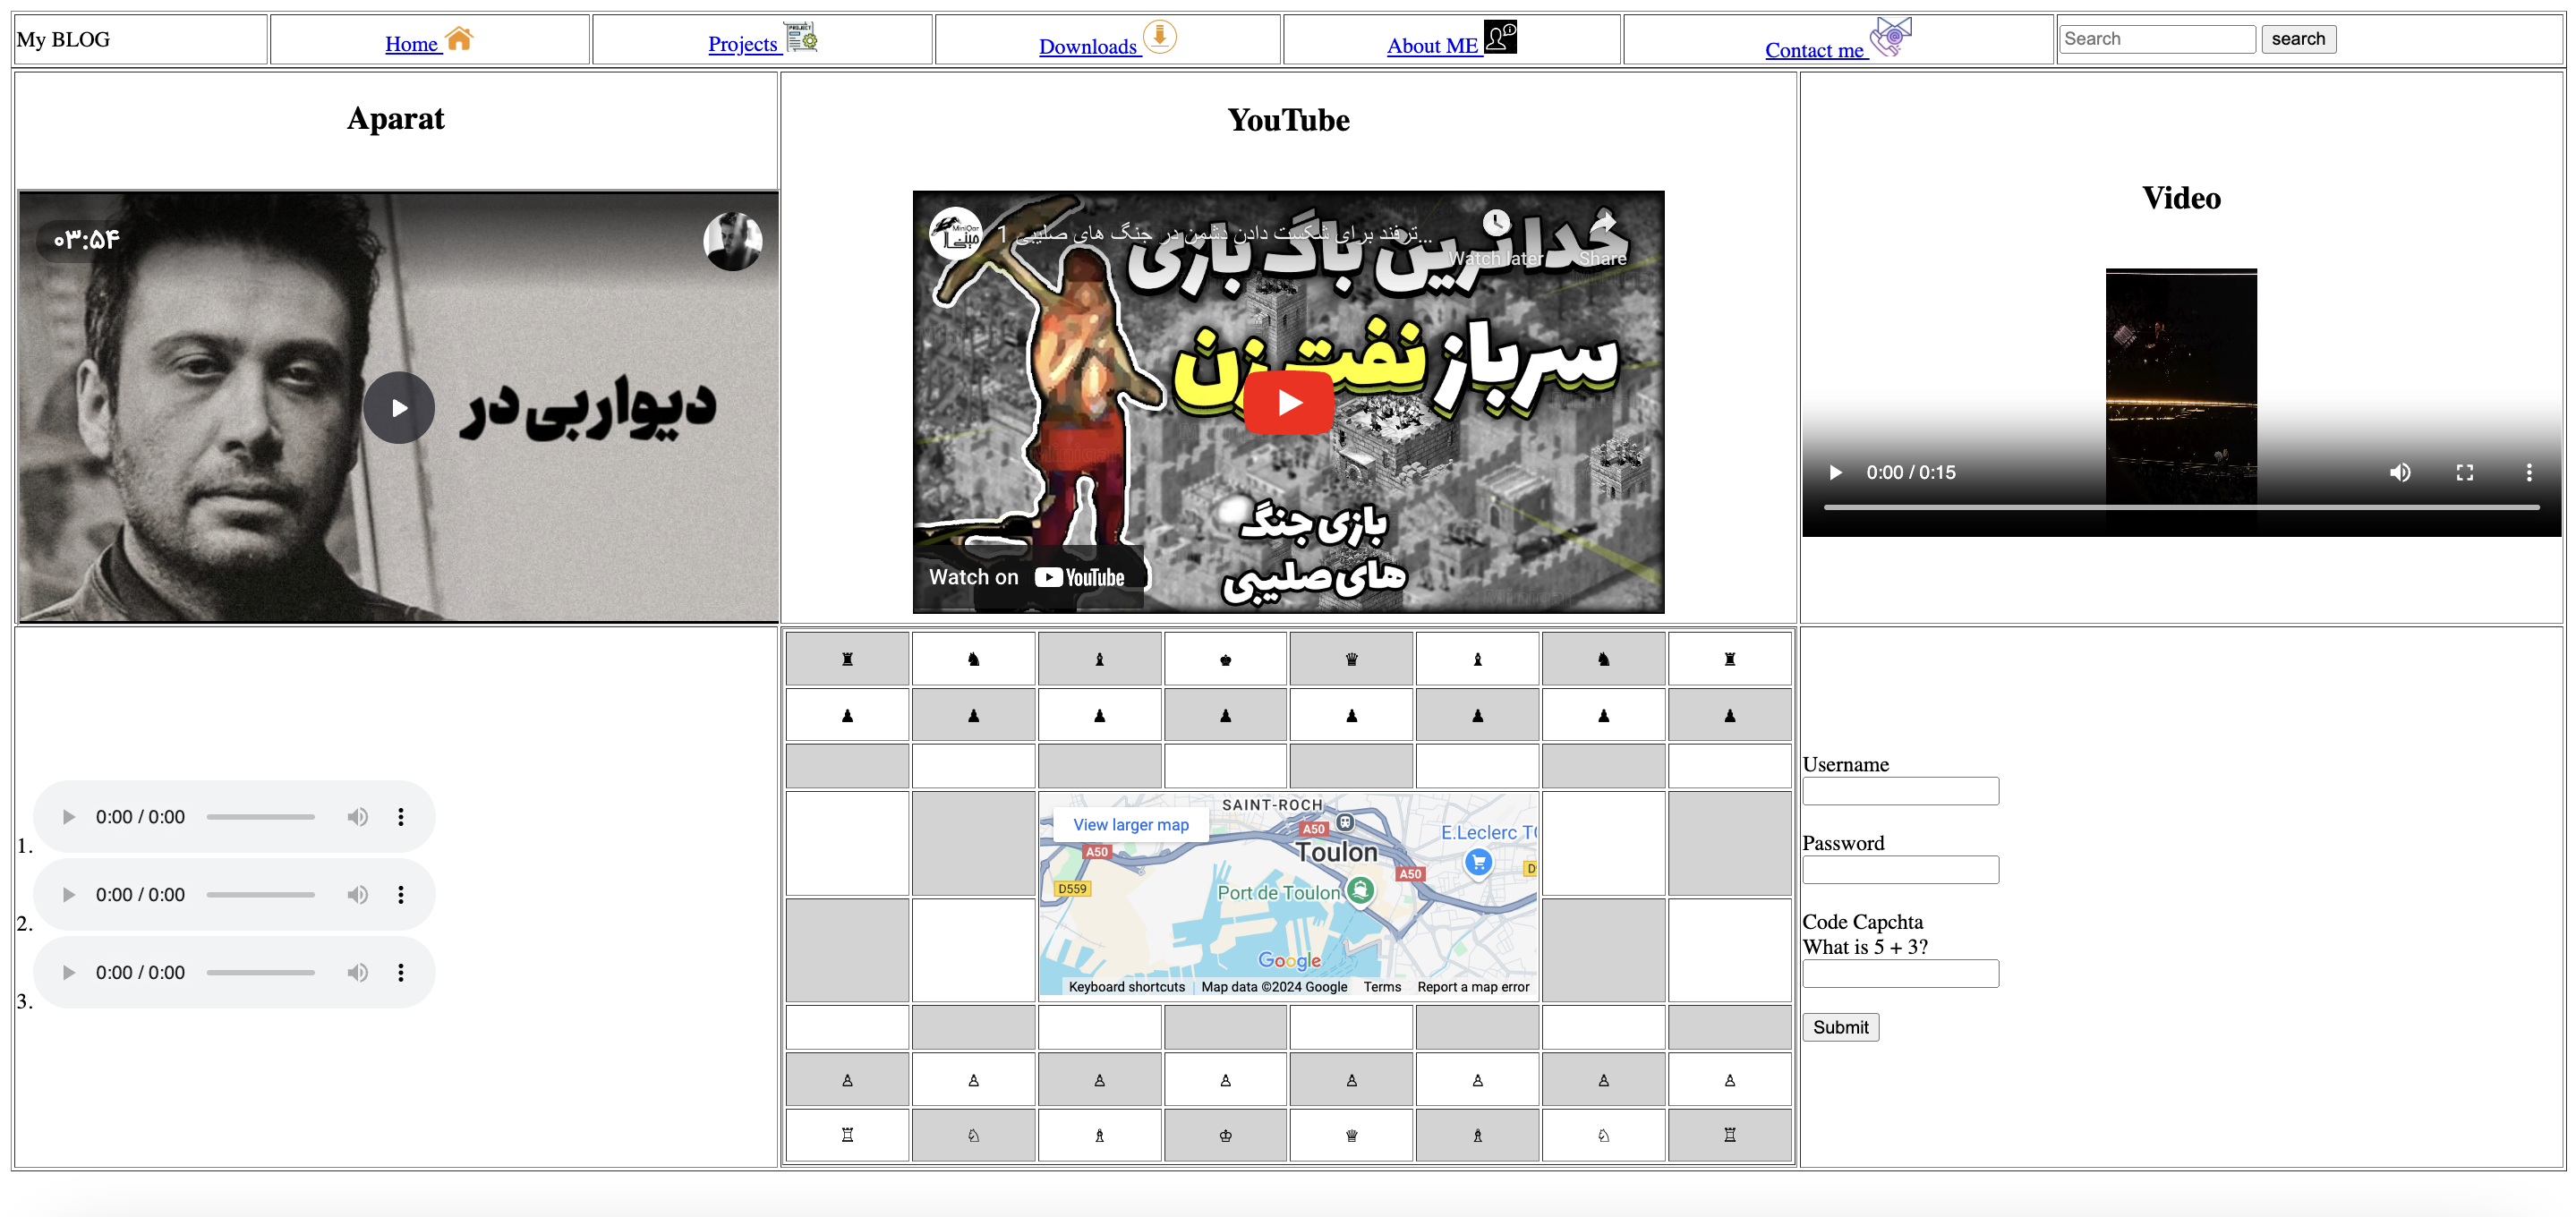 My BLOG
Home
Projects
PROJECT
Downloads
About ME
Contact me
Search
search
Aparat
YouTube
Video
۰۳:۵۴
دیوار بی در
MiniOar
ترفند برای شکست دادن دشمن در جنگ های صلیبی 1...
Watch later
Share
خداترین باگ بازی
سرباز نفت زن
بازی جنگ
های صلیبی
Watch on YouTube
0:00 / 0:15
1. 0:00 / 0:00
2. 0:00 / 0:00
3. 0:00 / 0:00
♜ ♞ ♝ ♚ ♛ ♝ ♞ ♜
♟ ♟ ♟ ♟ ♟ ♟ ♟ ♟
View larger map
SAINT-ROCH
A50
E.Leclerc TO
A50
Toulon
A50
D559
Port de Toulon
Google
Keyboard shortcuts
Map data ©2024 Google
Terms
Report a map error
♙ ♙ ♙ ♙ ♙ ♙ ♙ ♙
♖ ♘ ♗ ♔ ♕ ♗ ♘ ♖
Username
Password
Code Capchta
What is 5 + 3?
Submit